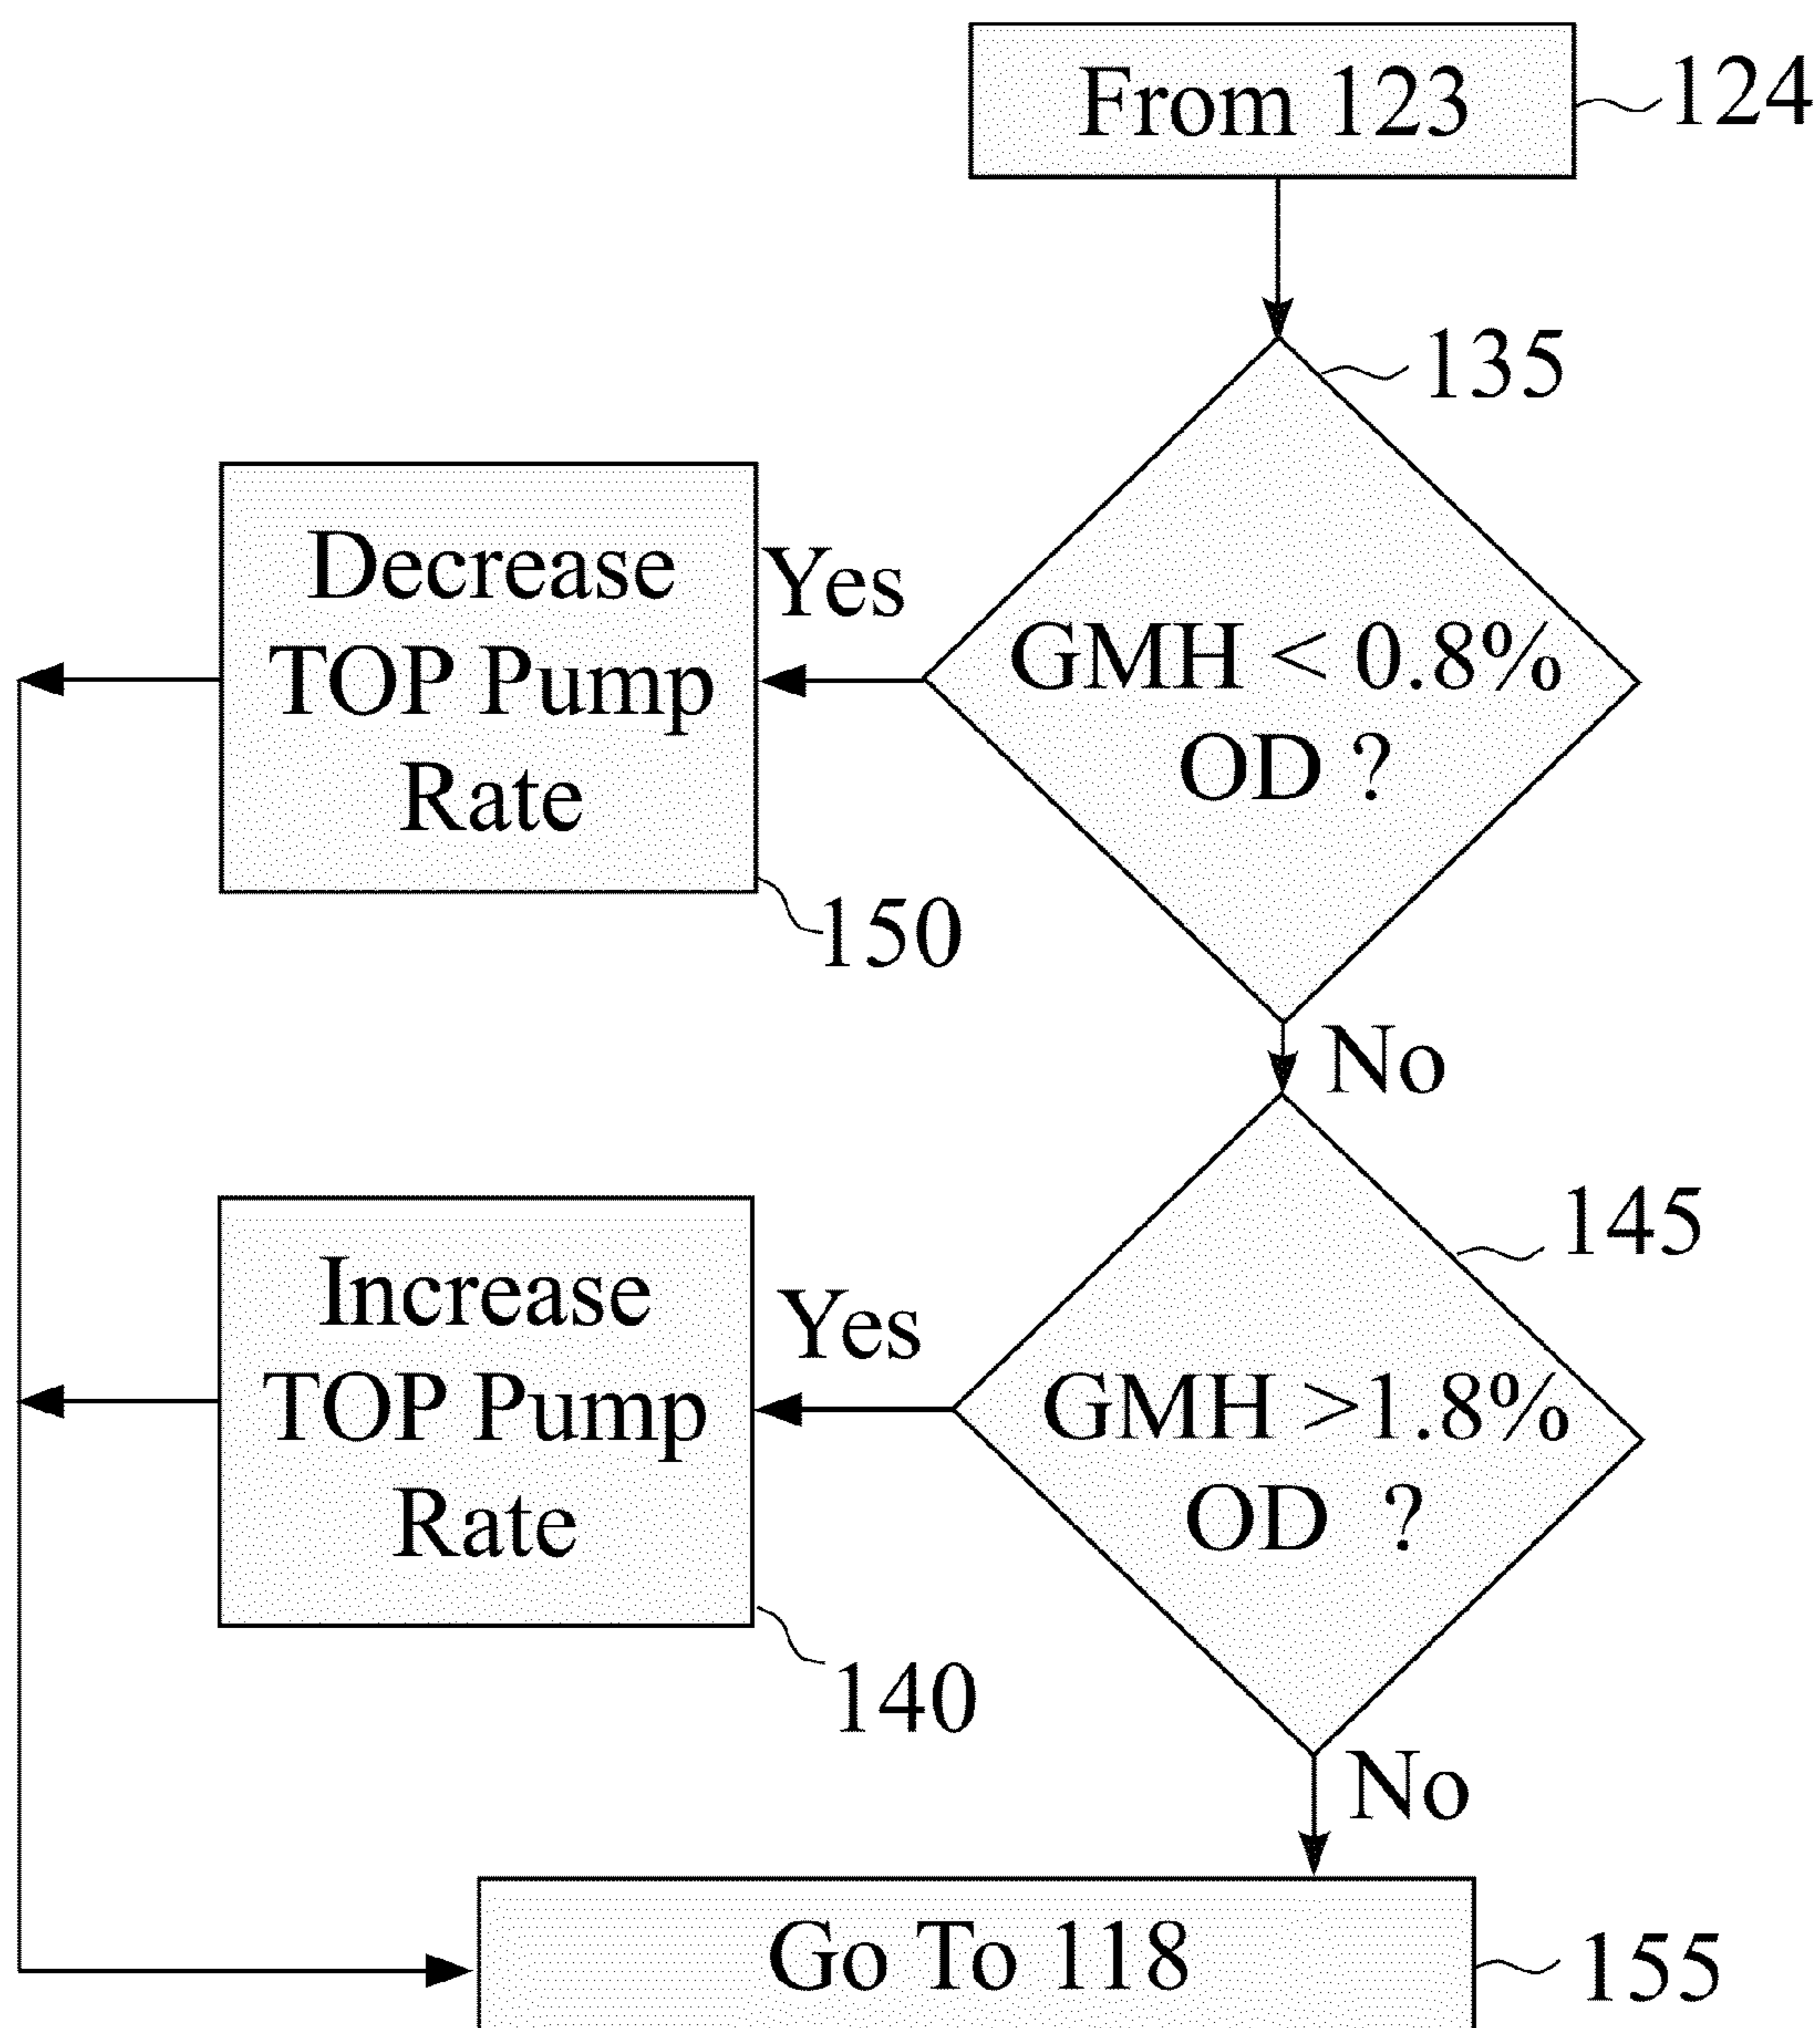 From 123
124
135
Decrease
TOP Pump
Rate
Yes
GMH < 0.8%
OD ?
150
No
145
Increase
TOP Pump
Rate
Yes
GMH >1.8%
OD ?
140
No
Go To 118
155